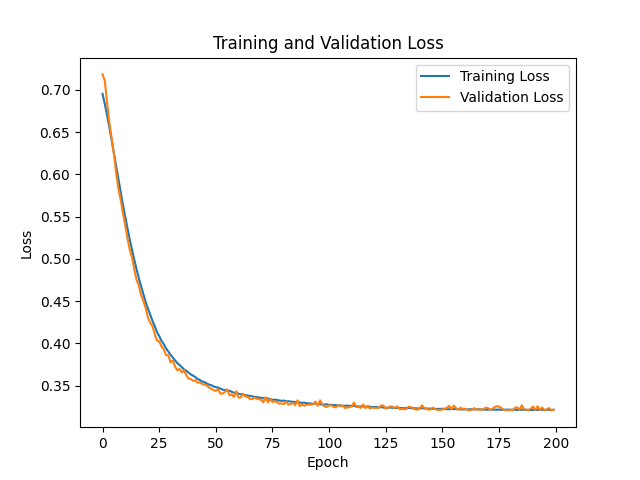 Training and Validation Loss
Training Loss
Validation Loss
Loss
0.70
0.65
0.60
0.55
0.50
0.45
0.40
0.35
0 25 50 75 100 125 150 175 200
Epoch